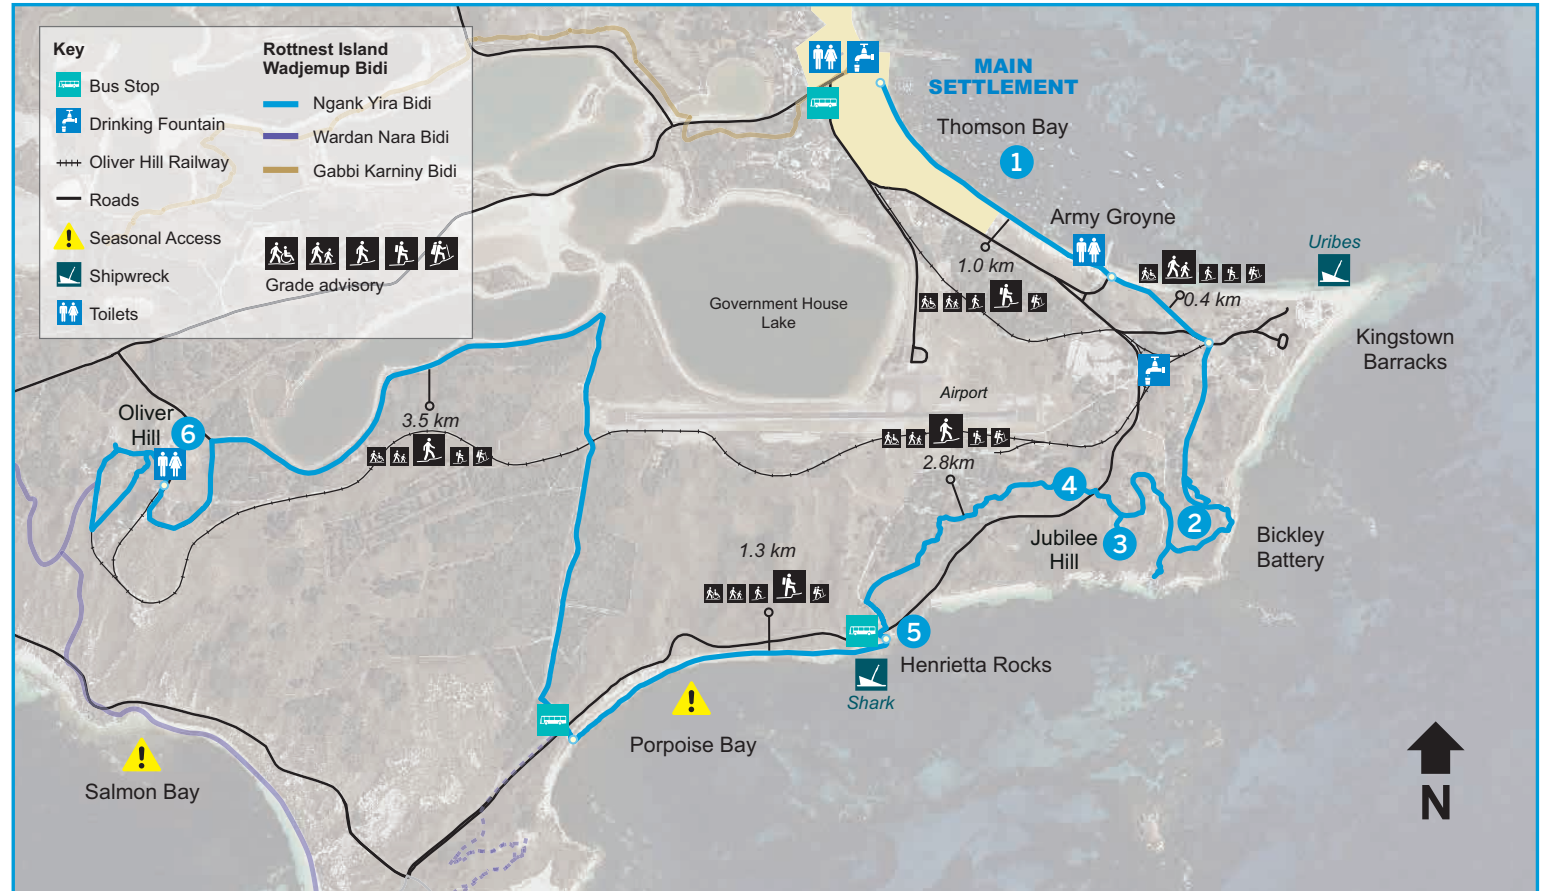 Key
Bus Stop
Drinking Fountain
Oliver Hill Railway
Roads
Seasonal Access
Shipwreck
Toilets
Rottnest Island
Wadjemup Bidi
Ngank Yira Bidi
Wardan Nara Bidi
Gabbi Karniny Bidi
Grade advisory
MAIN
SETTLEMENT
Thomson Bay
1
Army Groyne
1.0 km
0.4 km
Uribes
Kingstown
Barracks
Government House
Lake
Airport
Oliver
Hill
6
3.5 km
2.8km
4
Jubilee
Hill
3
2
Bickley
Battery
1.3 km
5
Henrietta Rocks
Shark
Porpoise Bay
Salmon Bay
N